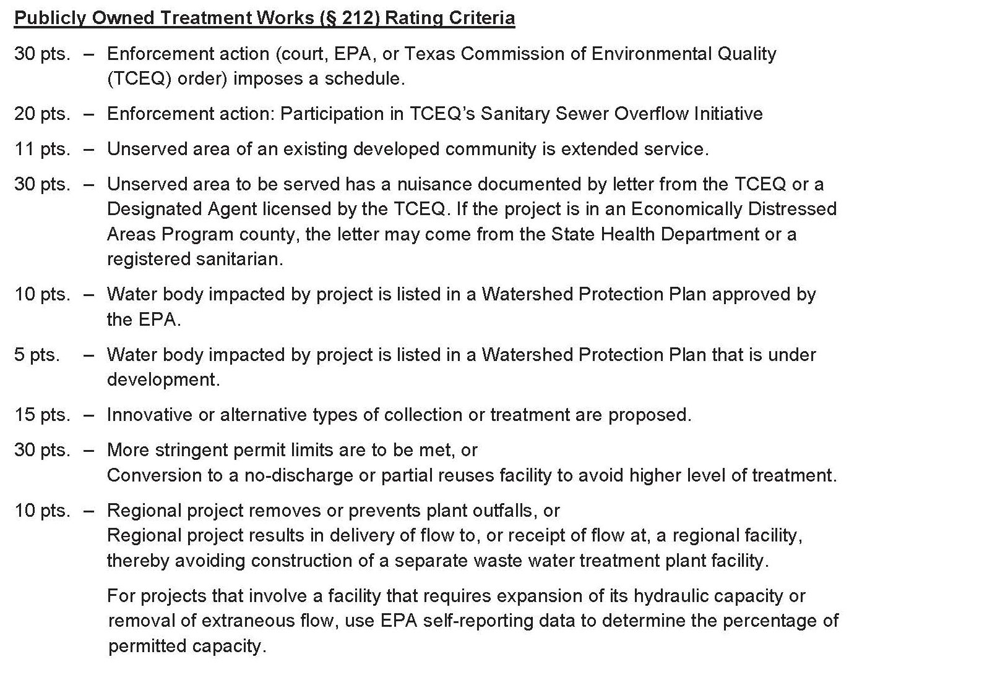 Publicly Owned Treatment Works (§ 212) Rating Criteria
30 pts. – Enforcement action (court, EPA, or Texas Commission of Environmental Quality
(TCEQ) order) imposes a schedule.
20 pts. – Enforcement action: Participation in TCEQ’s Sanitary Sewer Overflow Initiative
11 pts. – Unserved area of an existing developed community is extended service.
30 pts. – Unserved area to be served has a nuisance documented by letter from the TCEQ or a
Designated Agent licensed by the TCEQ. If the project is in an Economically Distressed
Areas Program county, the letter may come from the State Health Department or a
registered sanitarian.
10 pts. – Water body impacted by project is listed in a Watershed Protection Plan approved by
the EPA.
5 pts. – Water body impacted by project is listed in a Watershed Protection Plan that is under
development.
15 pts. – Innovative or alternative types of collection or treatment are proposed.
30 pts. – More stringent permit limits are to be met, or
Conversion to a no-discharge or partial reuses facility to avoid higher level of treatment.
10 pts. – Regional project removes or prevents plant outfalls, or
Regional project results in delivery of flow to, or receipt of flow at, a regional facility,
thereby avoiding construction of a separate waste water treatment plant facility.
For projects that involve a facility that requires expansion of its hydraulic capacity or
removal of extraneous flow, use EPA self-reporting data to determine the percentage of
permitted capacity.